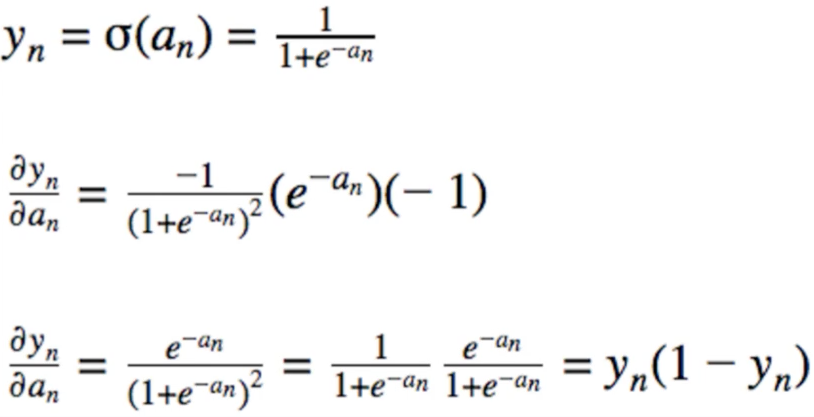 yₙ = σ(aₙ) = 1/(1+e^(−aₙ))
∂yₙ/∂aₙ = −1/(1+e^(−aₙ))² (e^(−aₙ))(− 1)
∂yₙ/∂aₙ = e^(−aₙ)/(1+e^(−aₙ))² = 1/(1+e^(−aₙ)) e^(−aₙ)/(1+e^(−aₙ)) = yₙ(1 − yₙ)